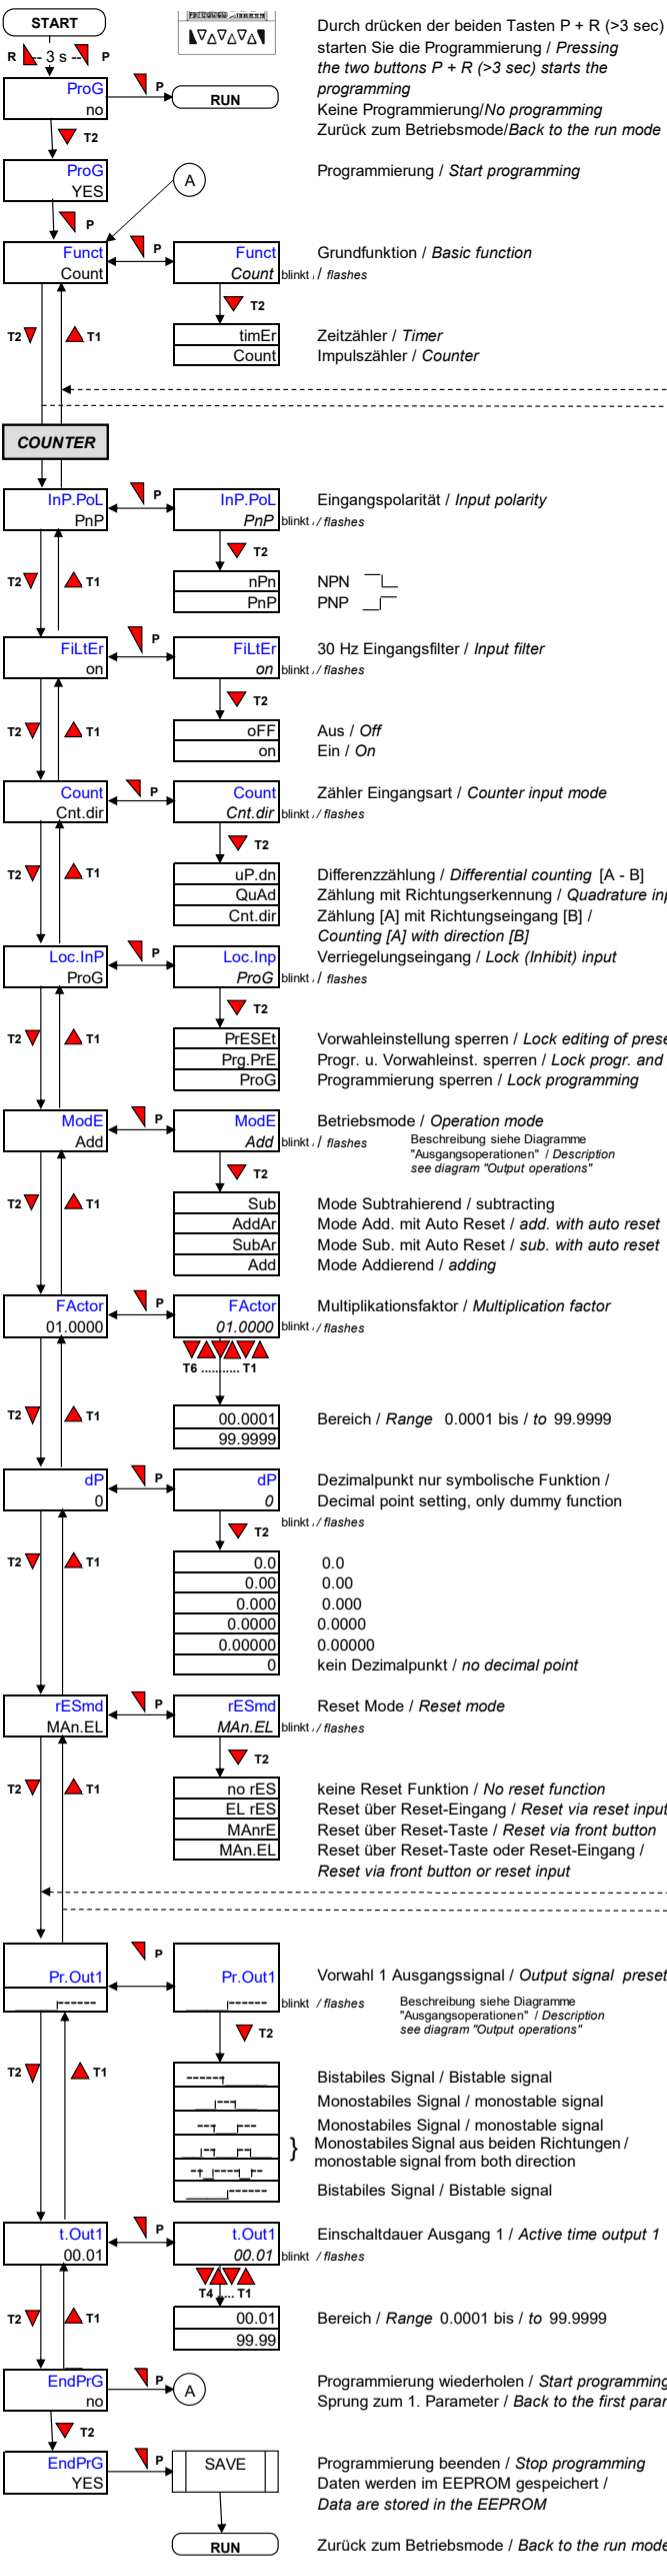 START
R 3 s P
Durch drücken der beiden Tasten P + R (>3 sec)
starten Sie die Programmierung / Pressing
the two buttons P + R (>3 sec) starts the
programming
ProG
no
P
RUN
Keine Programmierung/No programming
Zurück zum Betriebsmode/Back to the run mode
T2
ProG
YES
A
Programmierung / Start programming
P
Funct
Count
P
Funct
Count blinkt / flashes
Grundfunktion / Basic function
T2
timEr
Count
Zeitzähler / Timer
Impulszähler / Counter
T2 T1
COUNTER
InP.PoL
PnP
P
InP.PoL
PnP blinkt / flashes
Eingangspolarität / Input polarity
T2
nPn
PnP
NPN
PNP
T2 T1
FiLtEr
on
P
FiLtEr
on blinkt / flashes
30 Hz Eingangsfilter / Input filter
T2
oFF
on
Aus / Off
Ein / On
T2 T1
Count
Cnt.dir
P
Count
Cnt.dir blinkt / flashes
Zähler Eingangsart / Counter input mode
T2
T2 T1
uP.dn
QuAd
Cnt.dir
Differenzzählung / Differential counting [A - B]
Zählung mit Richtungserkennung / Quadrature inp
Zählung [A] mit Richtungseingang [B] /
Counting [A] with direction [B]
Loc.InP
ProG
P
Loc.Inp
ProG blinkt / flashes
Verriegelungseingang / Lock (Inhibit) input
T2
T2 T1
PrESEt
Prg.PrE
ProG
Vorwahleinstellung sperren / Lock editing of prese
Progr. u. Vorwahleinst. sperren / Lock progr. and
Programmierung sperren / Lock programming
ModE
Add
P
ModE
Add blinkt / flashes
Betriebsmode / Operation mode
Beschreibung siehe Diagramme
"Ausgangsoperationen" / Description
see diagram "Output operations"
T2
T2 T1
Sub
AddAr
SubAr
Add
Mode Subtrahierend / subtracting
Mode Add. mit Auto Reset / add. with auto reset
Mode Sub. mit Auto Reset / sub. with auto reset
Mode Addierend / adding
FActor
01.0000
P
FActor
01.0000 blinkt / flashes
Multiplikationsfaktor / Multiplication factor
T6 ........... T1
T2 T1
00.0001
99.9999
Bereich / Range 0.0001 bis / to 99.9999
dP
0
P
dP
0
blinkt / flashes
Dezimalpunkt nur symbolische Funktion /
Decimal point setting, only dummy function
T2
T2 T1
0.0 0.0
0.00 0.00
0.000 0.000
0.0000 0.0000
0.00000 0.00000
0 kein Dezimalpunkt / no decimal point
rESmd
MAn.EL
P
rESmd
MAn.EL blinkt / flashes
Reset Mode / Reset mode
T2
T2 T1
no rES
EL rES
MAnrE
MAn.EL
keine Reset Funktion / No reset function
Reset über Reset-Eingang / Reset via reset input
Reset über Reset-Taste / Reset via front button
Reset über Reset-Taste oder Reset-Eingang /
Reset via front button or reset input
Pr.Out1
P
Pr.Out1
blinkt / flashes
Vorwahl 1 Ausgangssignal / Output signal preset
Beschreibung siehe Diagramme
"Ausgangsoperationen" / Description
see diagram "Output operations"
T2
T2 T1
Bistabiles Signal / Bistable signal
Monostabiles Signal / monostable signal
Monostabiles Signal / monostable signal
} Monostabiles Signal aus beiden Richtungen /
monostable signal from both direction
Bistabiles Signal / Bistable signal
t.Out1
00.01
P
t.Out1
00.01 blinkt / flashes
Einschaltdauer Ausgang 1 / Active time output 1
T4 .... T1
T2 T1
00.01
99.99
Bereich / Range 0.0001 bis / to 99.9999
EndPrG
no
P
A
Programmierung wiederholen / Start programming
Sprung zum 1. Parameter / Back to the first param
T2
EndPrG
YES
P
SAVE
Programmierung beenden / Stop programming
Daten werden im EEPROM gespeichert /
Data are stored in the EEPROM
RUN
Zurück zum Betriebsmode / Back to the run mode